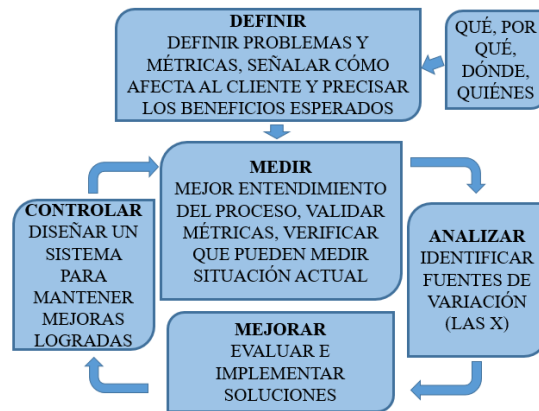 DEFINIR
DEFINIR PROBLEMAS Y
MÉTRICAS, SEÑALAR CÓMO
AFECTA AL CLIENTE Y PRECISAR
LOS BENEFICIOS ESPERADOS
QUÉ, POR
QUÉ,
DÓNDE,
QUIÉNES
MEDIR
MEJOR ENTENDIMIENTO
DEL PROCESO, VALIDAR
MÉTRICAS, VERIFICAR
QUE PUEDEN MEDIR
SITUACIÓN ACTUAL
ANALIZAR
IDENTIFICAR
FUENTES DE
VARIACIÓN
(LAS X)
MEJORAR
EVALUAR E
IMPLEMENTAR
SOLUCIONES
CONTROLAR
DISEÑAR UN
SISTEMA
PARA
MANTENER
MEJORAS
LOGRADAS